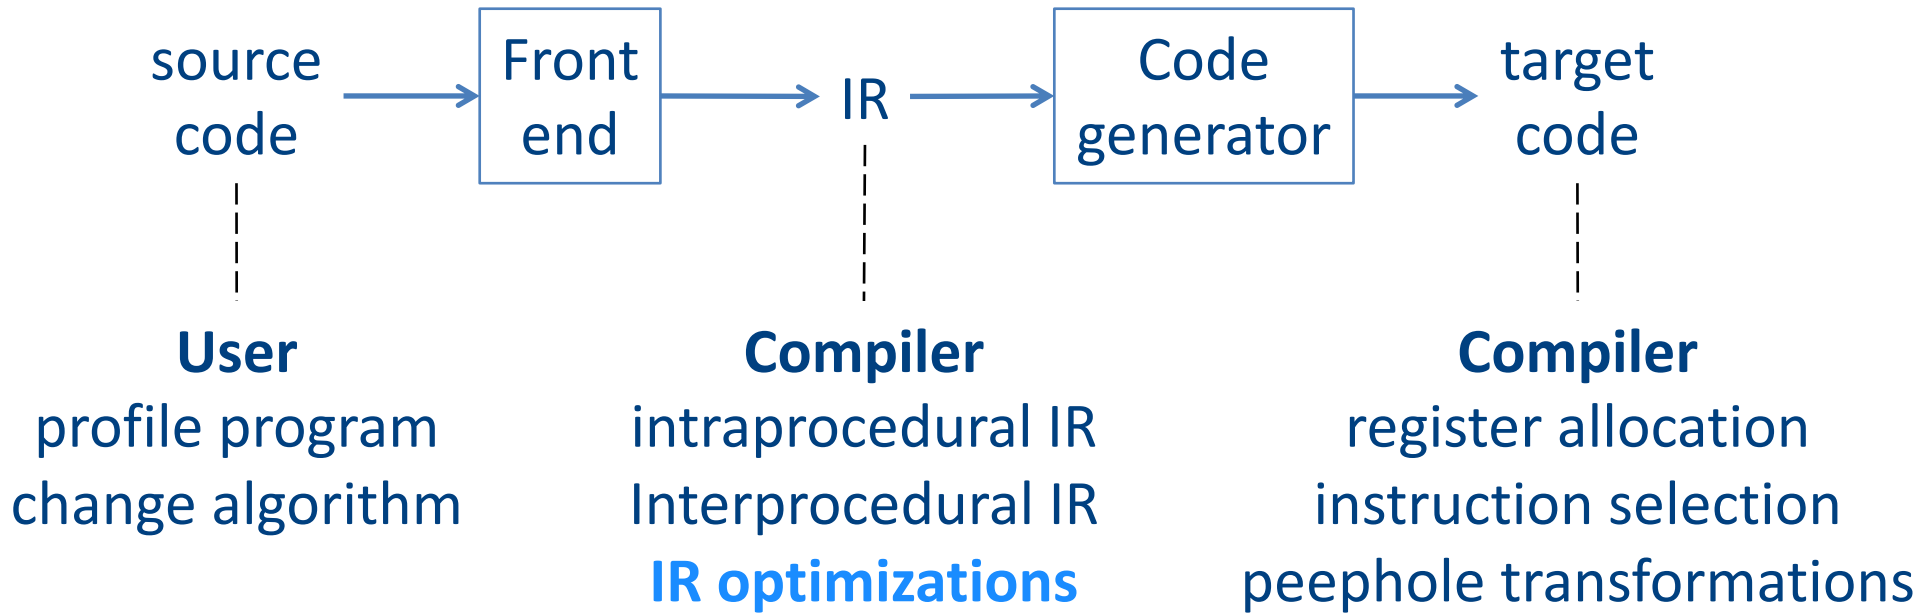 source
code
Front
end
IR
Code
generator
target
code
User
profile program
change algorithm
Compiler
intraprocedural IR
Interprocedural IR
IR optimizations
Compiler
register allocation
instruction selection
peephole transformations